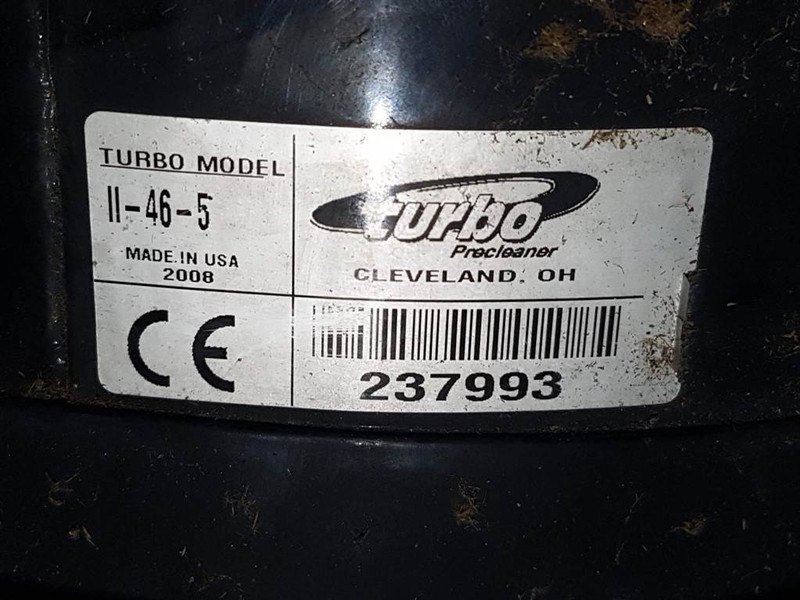 TURBO MODEL
II-46-5
MADE IN USA
2008
turbo
Precleaner
CLEVELAND, OH
CE
237993